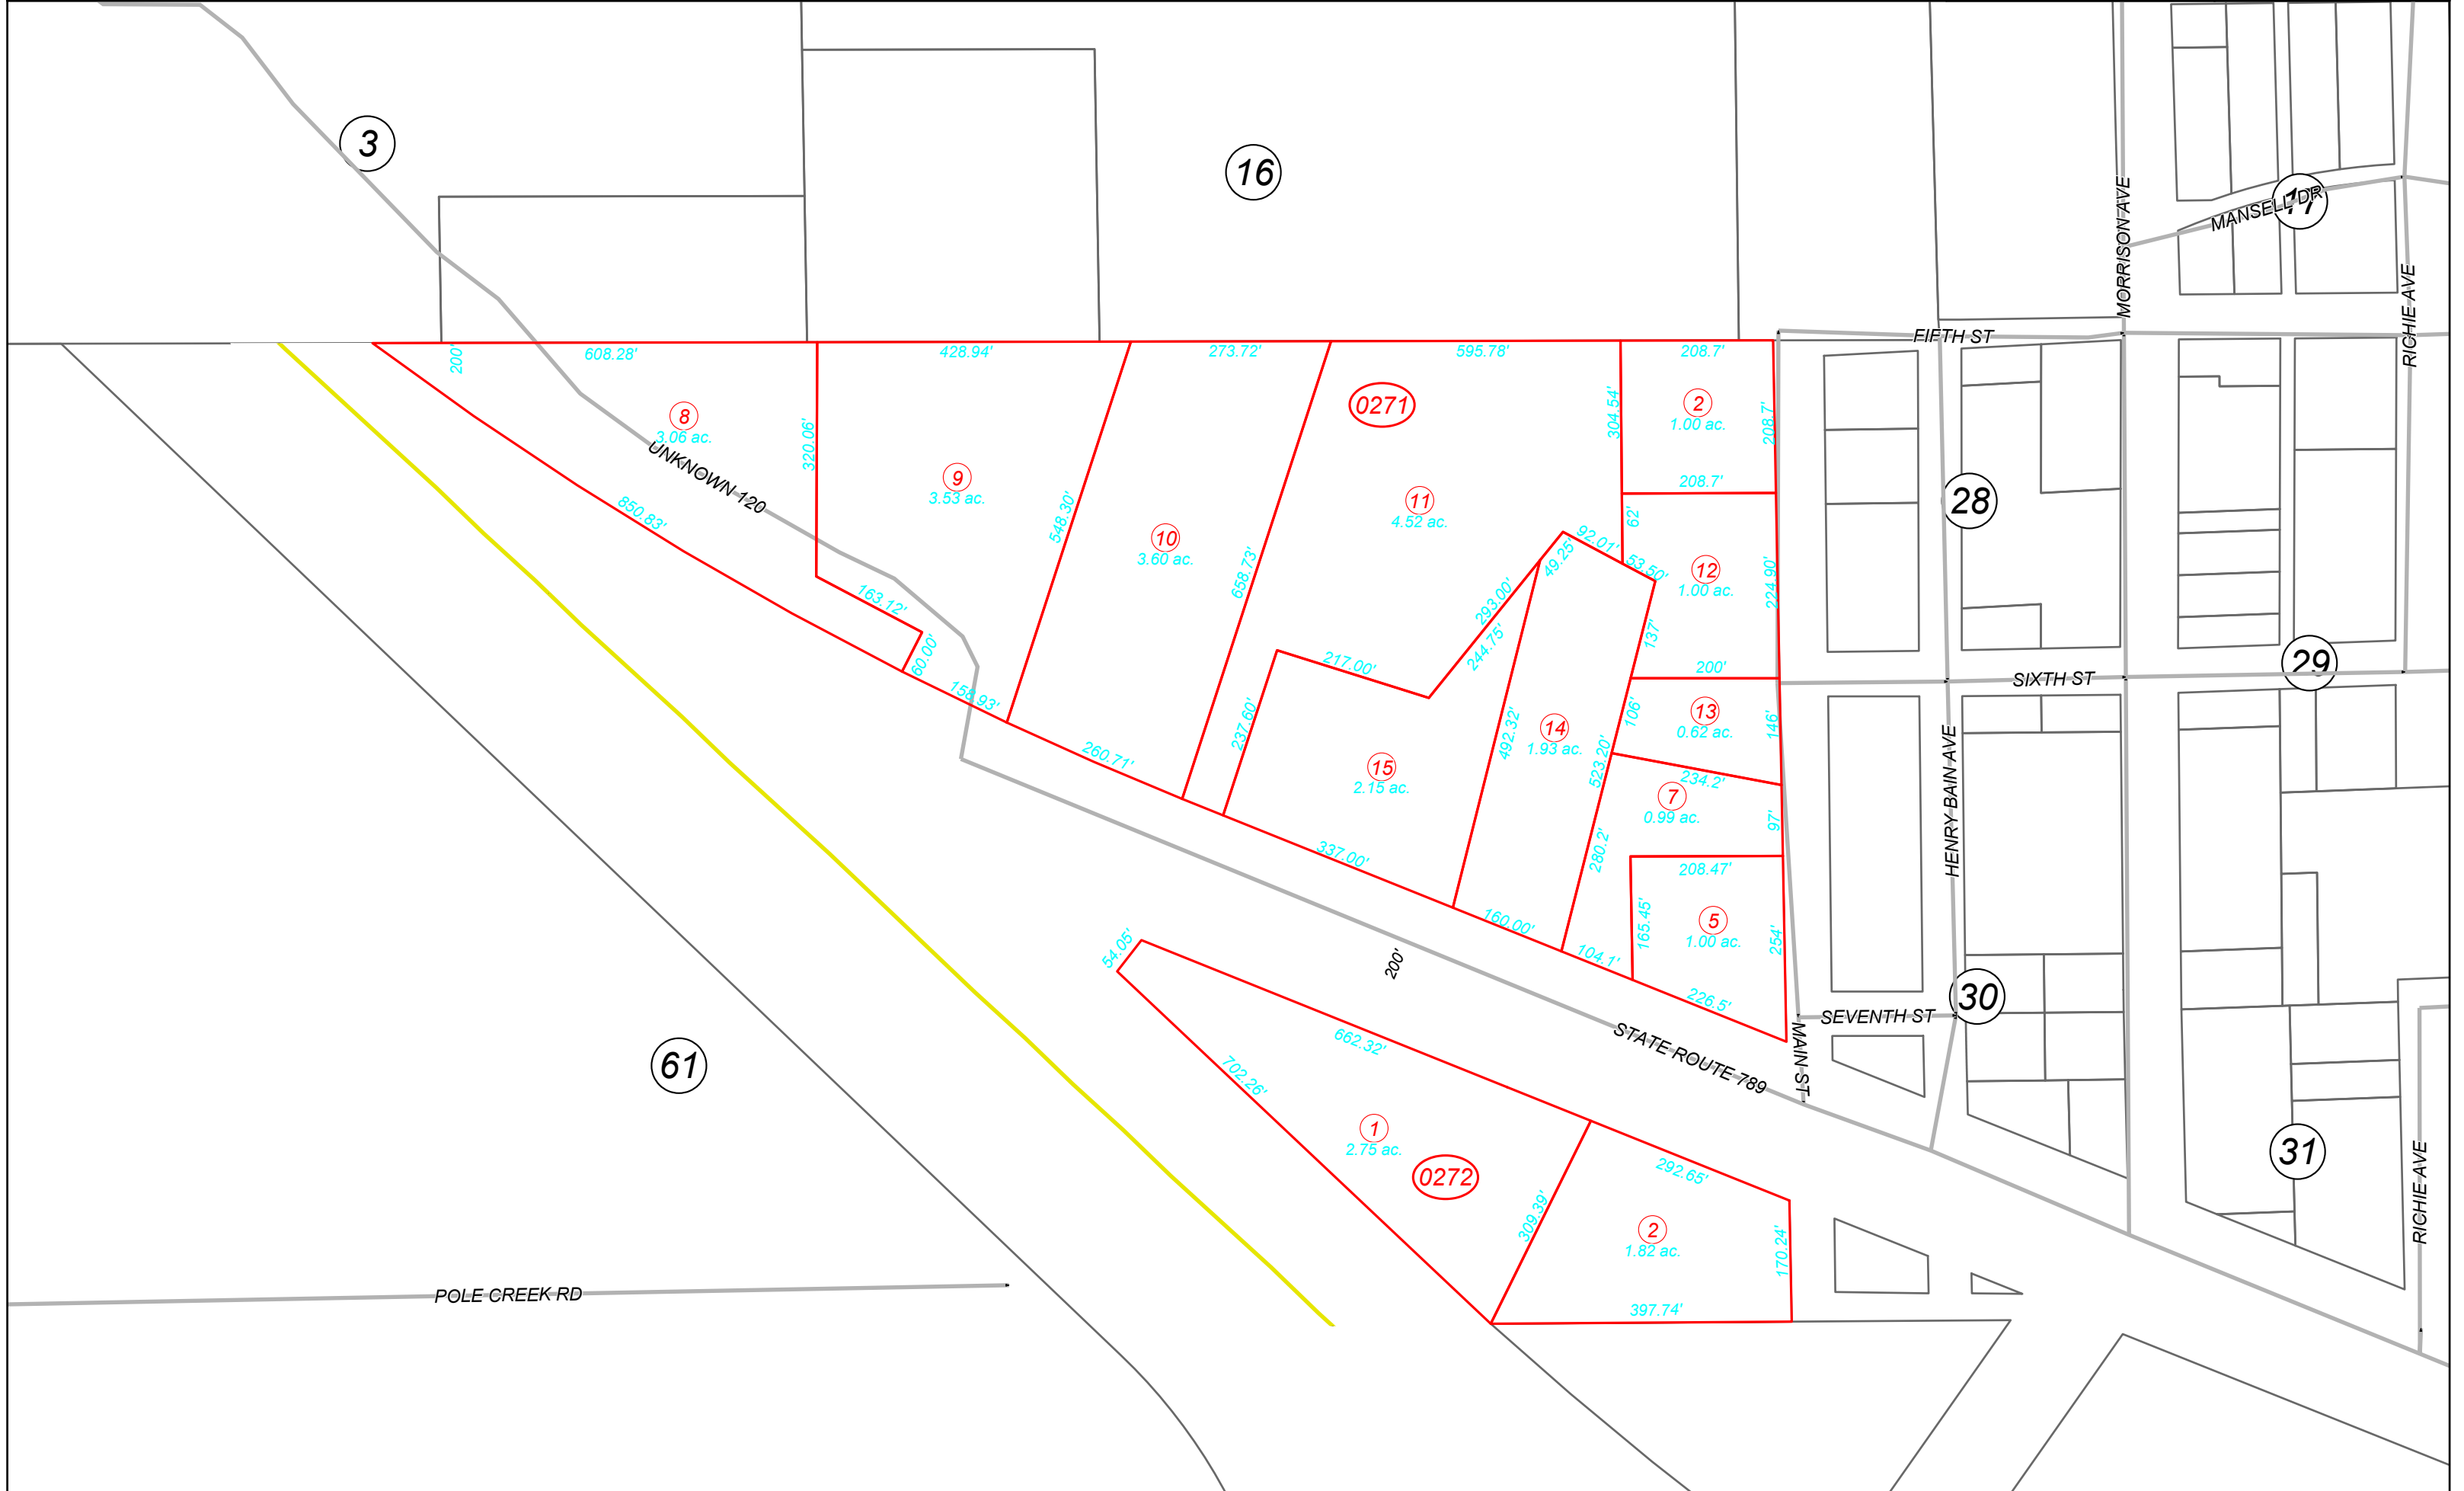 3
16
17
MANSELL DR
MORRISON AVE
RICHIE AVE
FIFTH ST
200'
608.28'
428.94'
273.72'
595.78'
208.7'
0271
2
1.00 ac.
304.54'
208.7'
8
3.06 ac.
320.06'
UNKNOWN 120
850.83'
9
3.53 ac.
548.30'
10
3.60 ac.
658.73'
11
4.52 ac.
208.7'
62'
92.01'
49.25'
53.50'
12
1.00 ac.
224.90'
28
163.12'
60.00'
158.93'
293.00'
244.75'
217.00'
137'
200'
SIXTH ST
29
237.60'
260.71'
15
2.15 ac.
492.32'
14
1.93 ac.
106'
13
0.62 ac.
146'
523.20'
234.2'
7
0.99 ac.
97'
HENRY BAIN AVE
337.00'
280.2'
208.47'
160.00'
165.45'
5
1.00 ac.
254'
104.1'
226.5'
200'
54.05'
30
SEVENTH ST
MAIN ST
STATE ROUTE 789
662.32'
702.26'
61
1
2.75 ac.
0272
292.65'
309.39'
2
1.82 ac.
170.24'
397.74'
31
RICHIE AVE
POLE CREEK RD